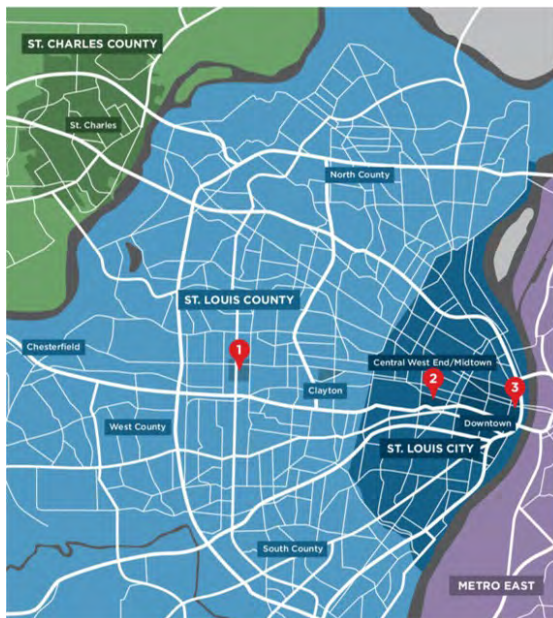 ST. CHARLES COUNTY
St. Charles
North County
ST. LOUIS COUNTY
Chesterfield
1
Central West End/Midtown
2
3
Clayton
Downtown
West County
ST. LOUIS CITY
South County
METRO EAST